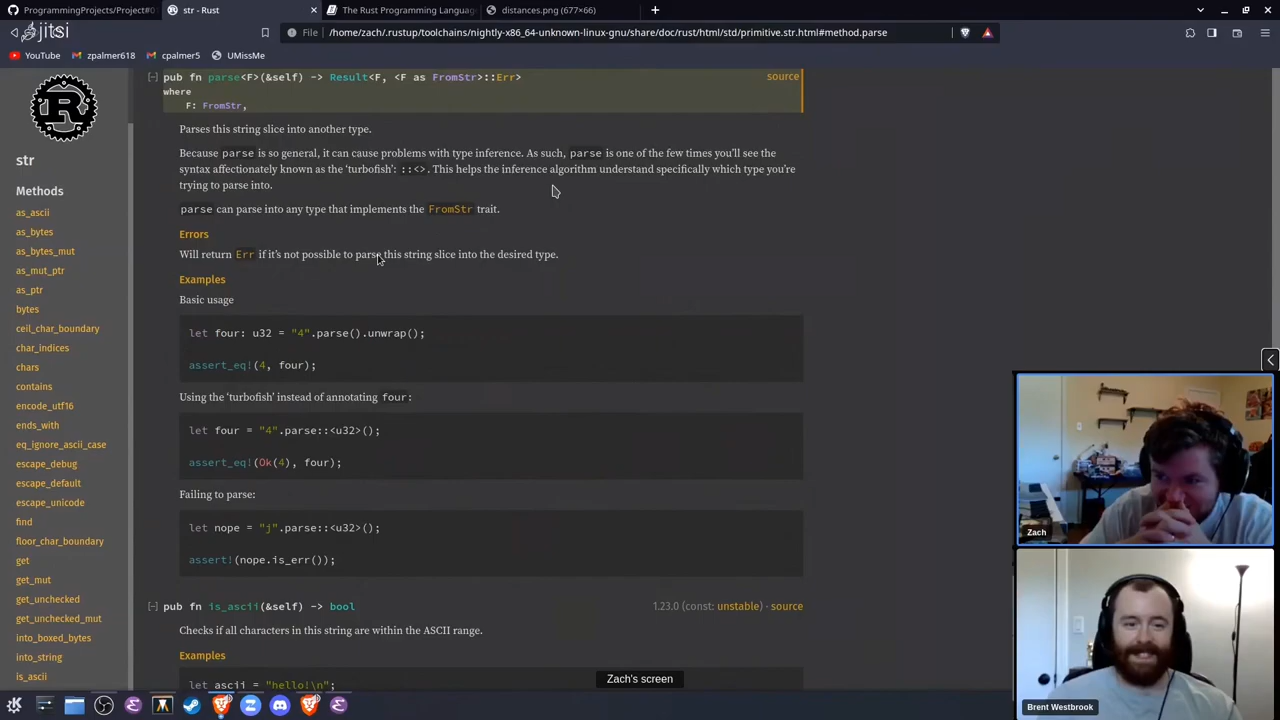 ProgrammingProjects/Project#0
str - Rust
The Rust Programming Languag
distances.png (677×66)
jitsi
File
/home/zach/.rustup/toolchains/nightly-x86_64-unknown-linux-gnu/share/doc/rust/html/std/primitive.str.html#method.parse
YouTube
zpalmer618
cpalmer5
UMissMe
str
Methods
as_ascii
as_bytes
as_bytes_mut
as_mut_ptr
as_ptr
bytes
ceil_char_boundary
char_indices
chars
contains
encode_utf16
ends_with
eq_ignore_ascii_case
escape_debug
escape_default
escape_unicode
find
floor_char_boundary
get
get_mut
get_unchecked
get_unchecked_mut
into_boxed_bytes
into_string
is_ascii
[-] pub fn parse<F>(&self) -> Result<F, <F as FromStr>::Err> source
where
F: FromStr,
Parses this string slice into another type.
Because parse is so general, it can cause problems with type inference. As such, parse is one of the few times you’ll see the
syntax affectionately known as the ‘turbofish’: ::<>. This helps the inference algorithm understand specifically which type you’re
trying to parse into.
parse can parse into any type that implements the FromStr trait.
Errors
Will return Err if it’s not possible to parse this string slice into the desired type.
Examples
Basic usage
let four: u32 = "4".parse().unwrap();
assert_eq!(4, four);
Using the ‘turbofish’ instead of annotating four:
let four = "4".parse::<u32>();
assert_eq!(Ok(4), four);
Failing to parse:
let nope = "j".parse::<u32>();
assert!(nope.is_err());
[-] pub fn is_ascii(&self) -> bool 1.23.0 (const: unstable) · source
Checks if all characters in this string are within the ASCII range.
Examples
let ascii = "hello!\n";
Zach's screen
Zach
Brent Westbrook